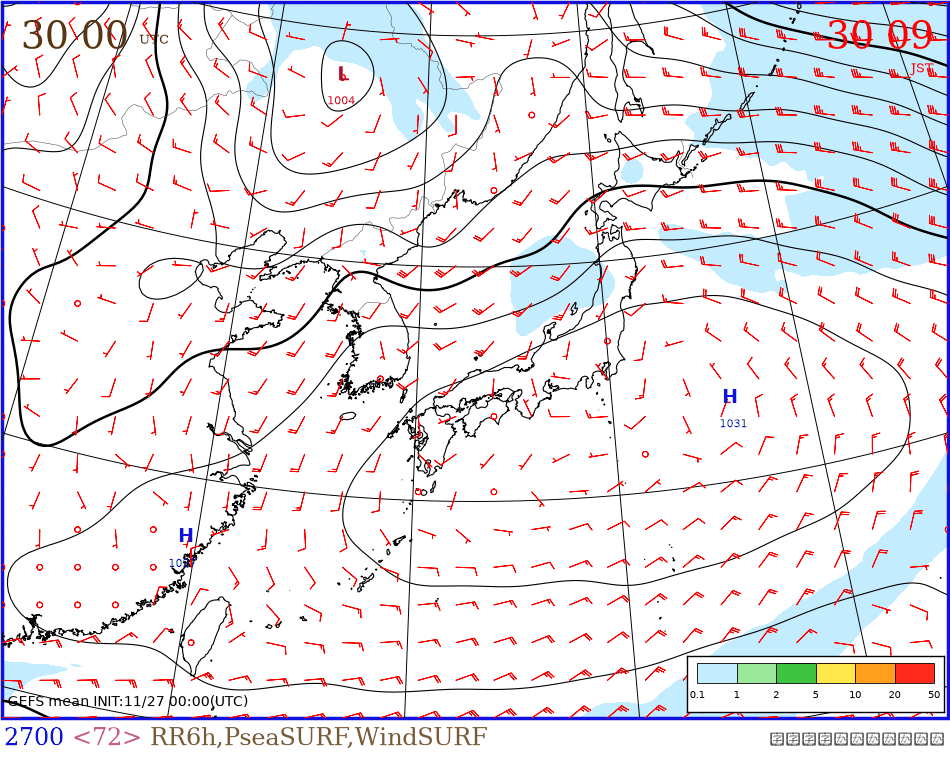 30 00 UTC
30 09
JST
L
1004
H
1031
H
GEFS mean INIT:11/27 00:00(UTC)
0.1 1 2 5 10 20 50
2700 <72> RR6h,PseaSURF,WindSURF